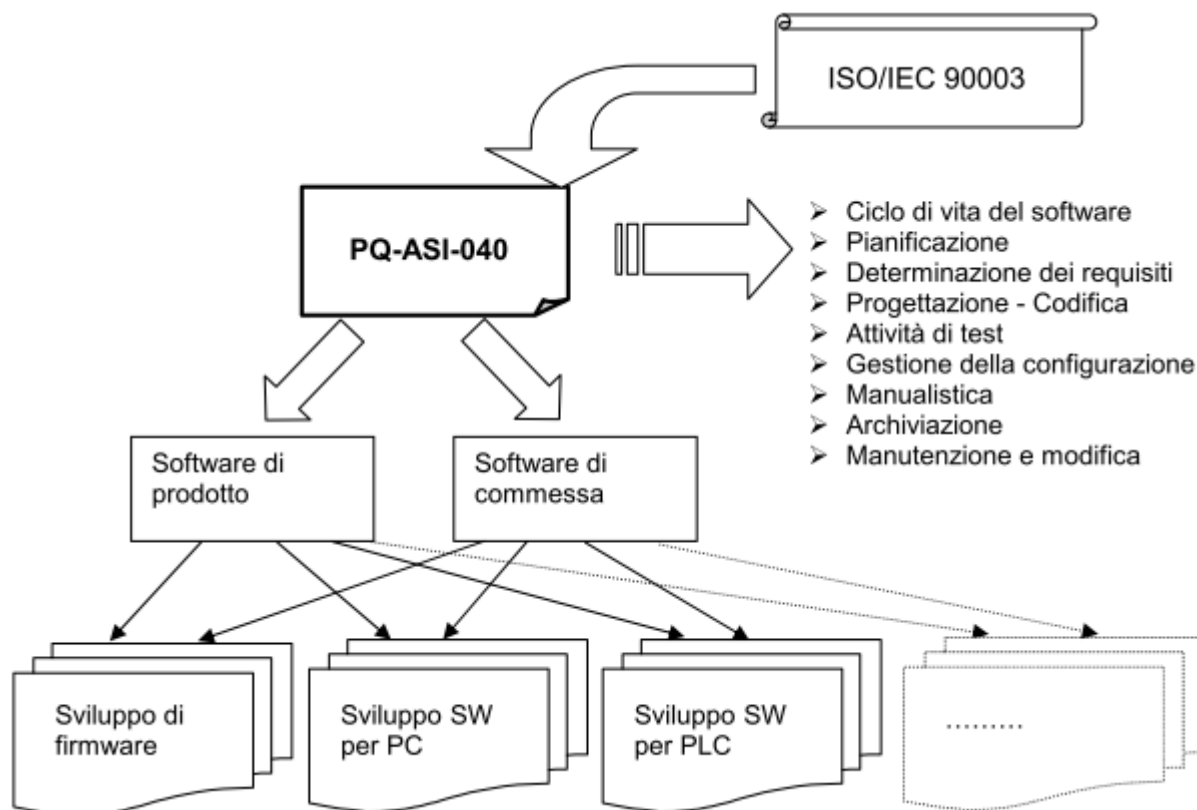 ISO/IEC 90003
PQ-ASI-040
➢ Ciclo di vita del software
➢ Pianificazione
➢ Determinazione dei requisiti
➢ Progettazione - Codifica
➢ Attività di test
➢ Gestione della configurazione
➢ Manualistica
➢ Archiviazione
➢ Manutenzione e modifica
Software di
prodotto
Software di
commessa
Sviluppo di
firmware
Sviluppo SW
per PC
Sviluppo SW
per PLC
.........